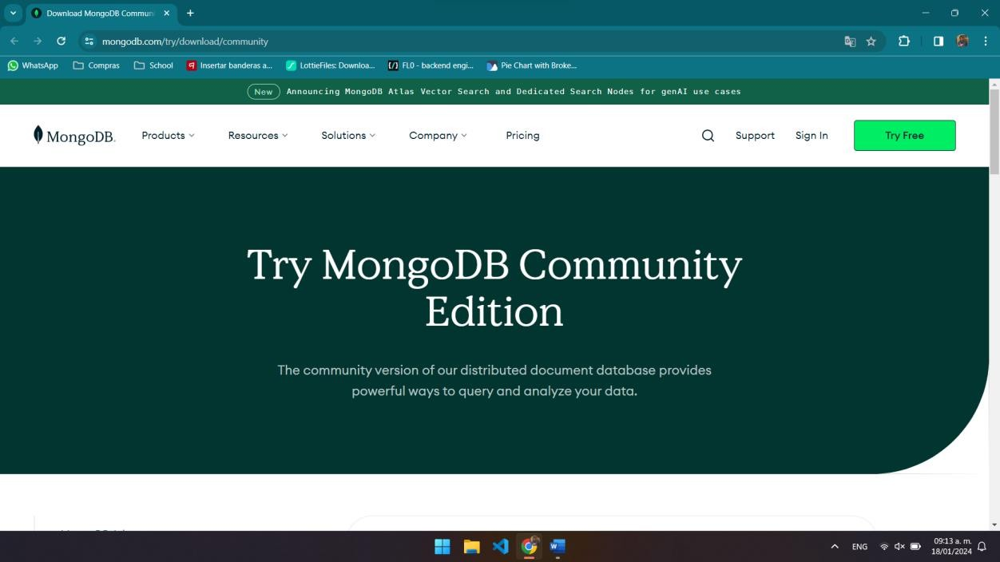 Download MongoDB Commun
mongodb.com/try/download/community
WhatsApp
Compras
School
Insertar banderas a...
LottieFiles: Downloa...
FL0 - backend engi...
Pie Chart with Broke...
New
Announcing MongoDB Atlas Vector Search and Dedicated Search Nodes for genAI use cases
MongoDB.
Products
Resources
Solutions
Company
Pricing
Support
Sign In
Try Free
Try MongoDB Community
Edition
The community version of our distributed document database provides
powerful ways to query and analyze your data.
ENG
09:13 a. m.
18/01/2024